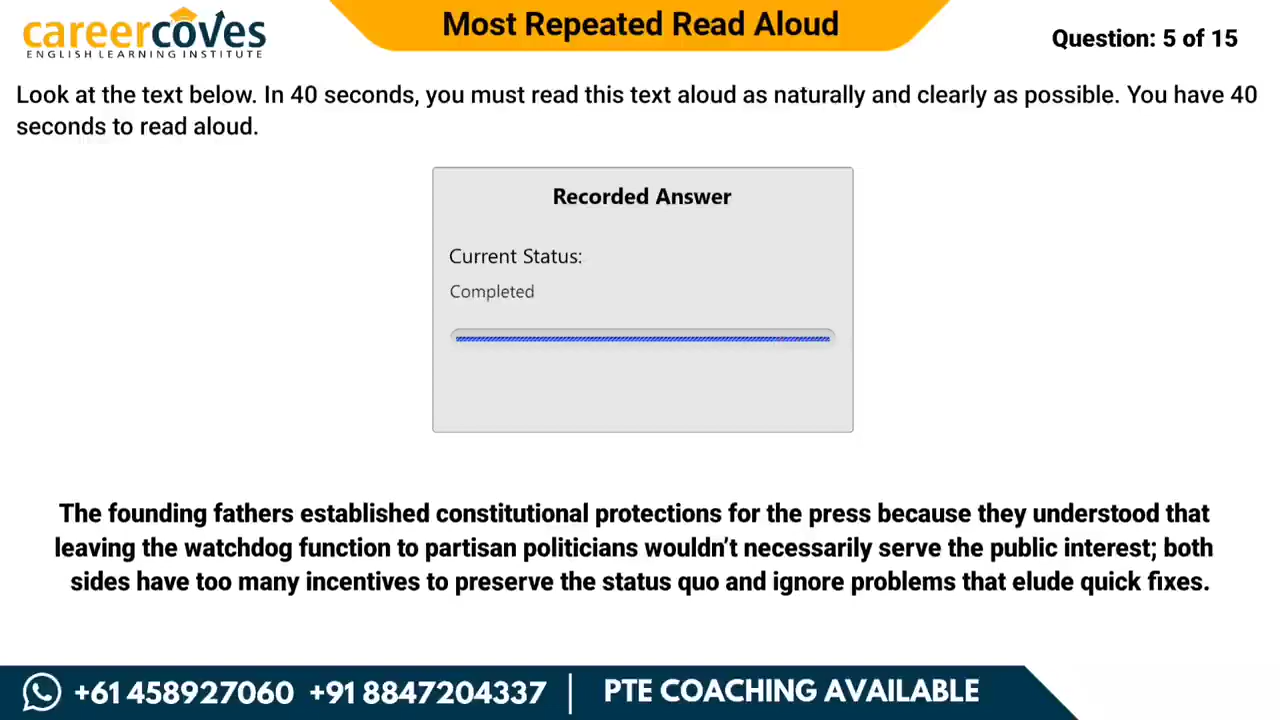 careercoves
ENGLISH LEARNING INSTITUTE
Most Repeated Read Aloud
Question: 5 of 15
Look at the text below. In 40 seconds, you must read this text aloud as naturally and clearly as possible. You have 40
seconds to read aloud.
Recorded Answer
Current Status:
Completed
The founding fathers established constitutional protections for the press because they understood that
leaving the watchdog function to partisan politicians wouldn’t necessarily serve the public interest; both
sides have too many incentives to preserve the status quo and ignore problems that elude quick fixes.
+61 458927060 +91 8847204337 | PTE COACHING AVAILABLE